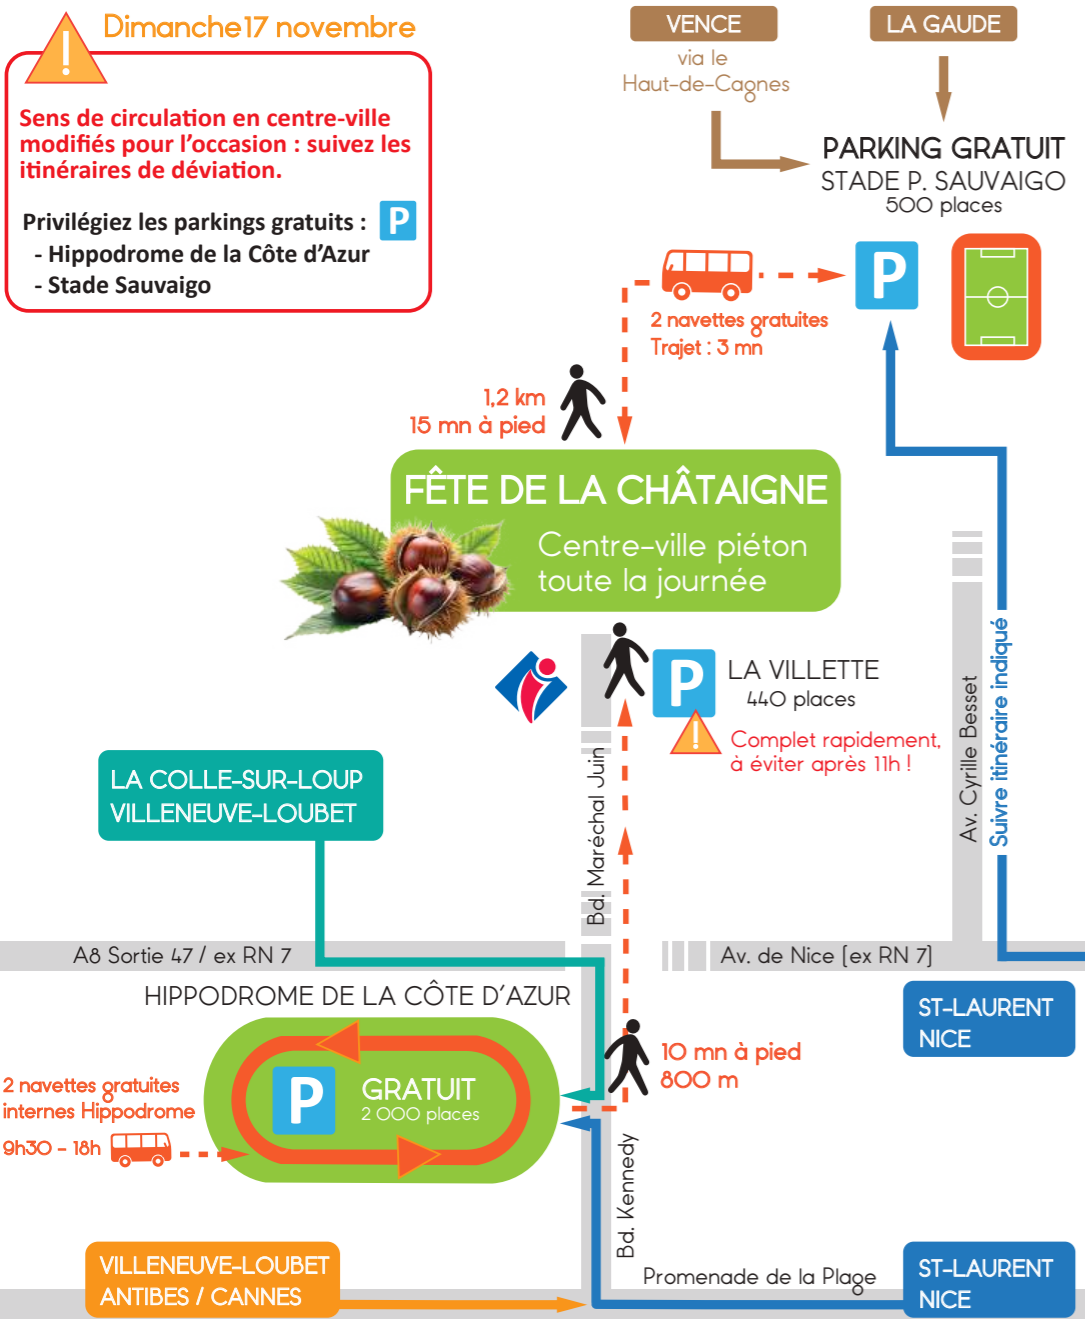 Dimanche 17 novembre
Sens de circulation en centre-ville
modifiés pour l'occasion : suivez les
itinéraires de déviation.
Privilégiez les parkings gratuits : P
- Hippodrome de la Côte d'Azur
- Stade Sauvaigo
VENCE
via le
Haut-de-Cagnes
LA GAUDE
PARKING GRATUIT
STADE P. SAUVAIGO
500 places
P
2 navettes gratuites
Trajet : 3 mn
1,2 km
15 mn à pied
FÊTE DE LA CHÂTAIGNE
Centre-ville piéton
toute la journée
P
LA VILLETTE
440 places
Complet rapidement,
à éviter après 11h !
Bd. Maréchal Juin
Av. Cyrille Besset
Suivre itinéraire indiqué
LA COLLE-SUR-LOUP
VILLENEUVE-LOUBET
A8 Sortie 47 / ex RN 7
Av. de Nice [ex RN 7]
HIPPODROME DE LA CÔTE D'AZUR
ST-LAURENT
NICE
P
GRATUIT
2 000 places
10 mn à pied
800 m
2 navettes gratuites
internes Hippodrome
9h30 - 18h
Bd. Kennedy
VILLENEUVE-LOUBET
ANTIBES / CANNES
Promenade de la Plage
ST-LAURENT
NICE